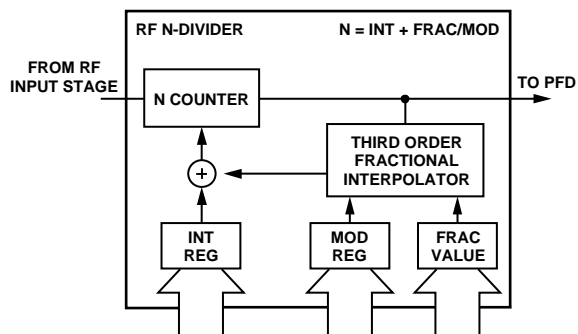 RF N-DIVIDER
N = INT + FRAC/MOD
FROM RF
INPUT STAGE
N COUNTER
TO PFD
THIRD ORDER
FRACTIONAL
INTERPOLATOR
+
INT
REG
MOD
REG
FRAC
VALUE